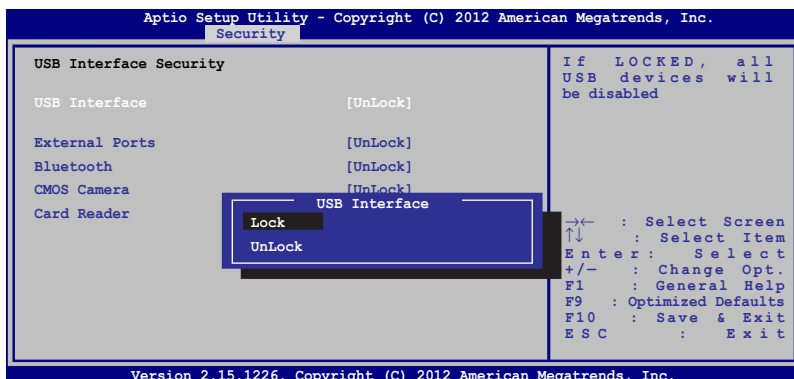 Aptio Setup Utility - Copyright (C) 2012 American Megatrends, Inc.
Security
USB Interface Security
USB Interface [UnLock]
External Ports [UnLock]
Bluetooth [UnLock]
CMOS Camera [UnLock]
Card Reader
USB Interface
Lock
UnLock
If LOCKED, all
USB devices will
be disabled
→← : Select Screen
↑↓ : Select Item
Enter: Select
+/— : Change Opt.
F1 : General Help
F9 : Optimized Defaults
F10 : Save & Exit
ESC : Exit
Version 2.15.1226. Copyright (C) 2012 American Megatrends, Inc.